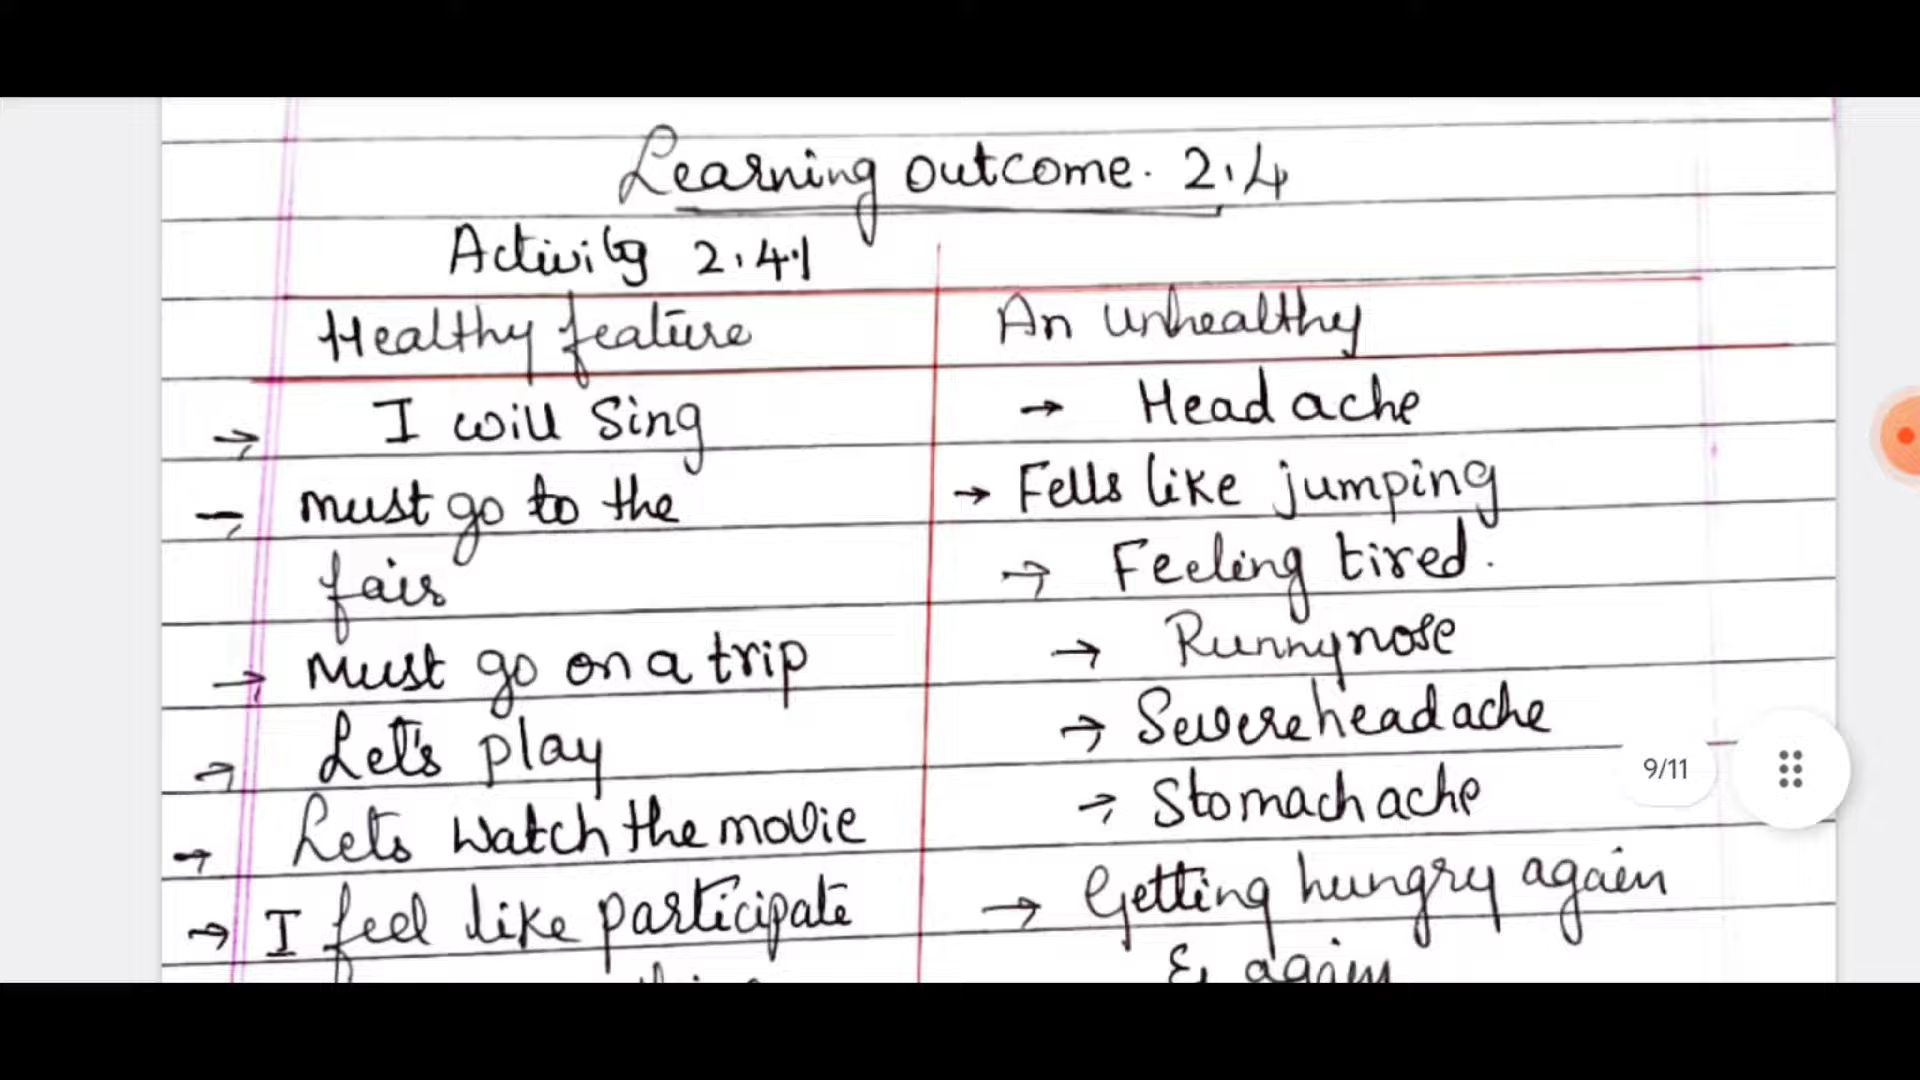 Learning outcome. 2.4
Activity 2.4.1
Healthy feature
An unhealthy
→ I will Sing
→ Head ache
→ must go to the
→ Fells like jumping
fair
→ Feeling tired.
→ Must go on a trip
→ Runnynose
→ Let's play
→ Severe headache
→ Lets watch the movie
→ Stomach ache
→ I feel like participate
→ Getting hungry again
& again
9/11